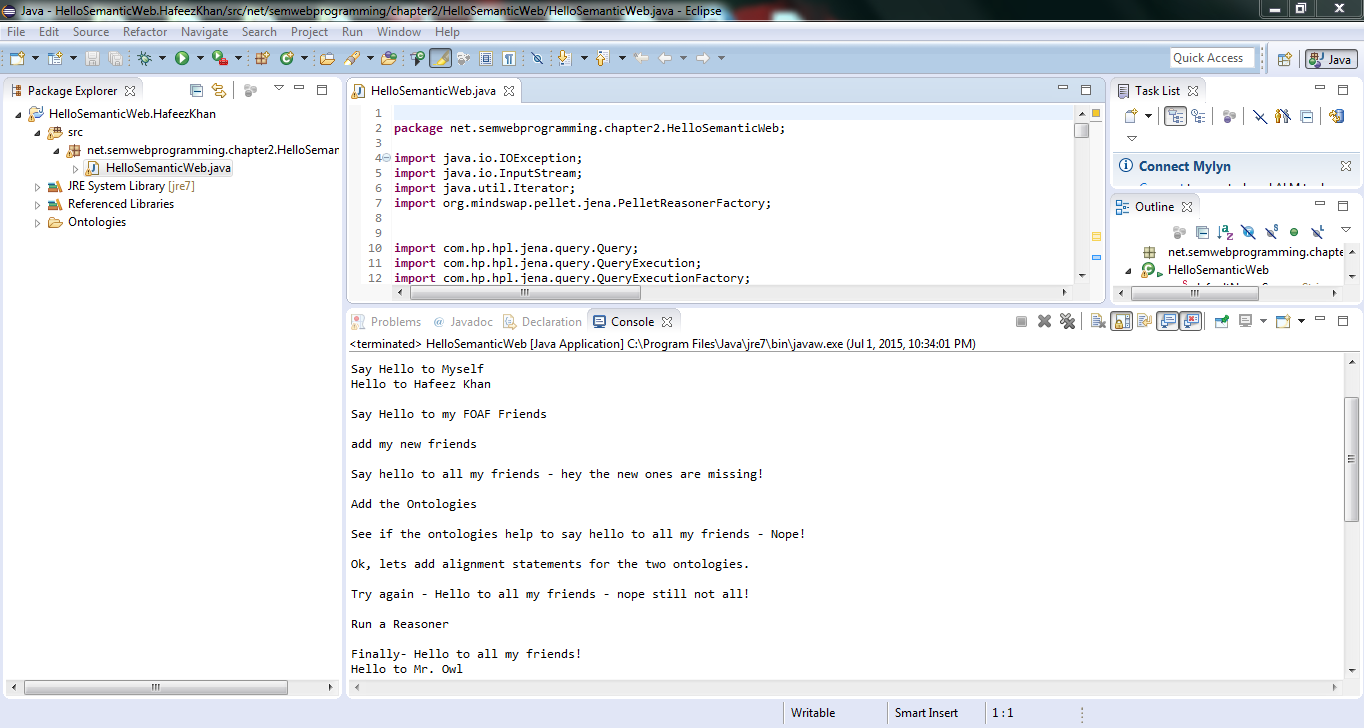 Java - HelloSemanticWeb.HafeezKhan/src/net/semwebprogramming/chapter2/HelloSemanticWeb/HelloSemanticWeb.java - Eclipse
File Edit Source Refactor Navigate Search Project Run Window Help
Quick Access
Java
Package Explorer
HelloSemanticWeb.HafeezKhan
src
net.semwebprogramming.chapter2.HelloSeman
HelloSemanticWeb.java
JRE System Library [jre7]
Referenced Libraries
Ontologies
HelloSemanticWeb.java
1
2 package net.semwebprogramming.chapter2.HelloSemanticWeb;
3
4 import java.io.IOException;
5 import java.io.InputStream;
6 import java.util.Iterator;
7 import org.mindswap.pellet.jena.PelletReasonerFactory;
8
9
10 import com.hp.hpl.jena.query.Query;
11 import com.hp.hpl.jena.query.QueryExecution;
12 import com.hp.hpl.jena.query.QueryExecutionFactory;
Task List
Connect Mylyn
Outline
net.semwebprogramming.chapte
HelloSemanticWeb
Problems @ Javadoc Declaration Console
<terminated> HelloSemanticWeb [Java Application] C:\Program Files\Java\jre7\bin\javaw.exe (Jul 1, 2015, 10:34:01 PM)
Say Hello to Myself
Hello to Hafeez Khan
Say Hello to my FOAF Friends
add my new friends
Say hello to all my friends - hey the new ones are missing!
Add the Ontologies
See if the ontologies help to say hello to all my friends - Nope!
Ok, lets add alignment statements for the two ontologies.
Try again - Hello to all my friends - nope still not all!
Run a Reasoner
Finally- Hello to all my friends!
Hello to Mr. Owl
Writable
Smart Insert
1 : 1